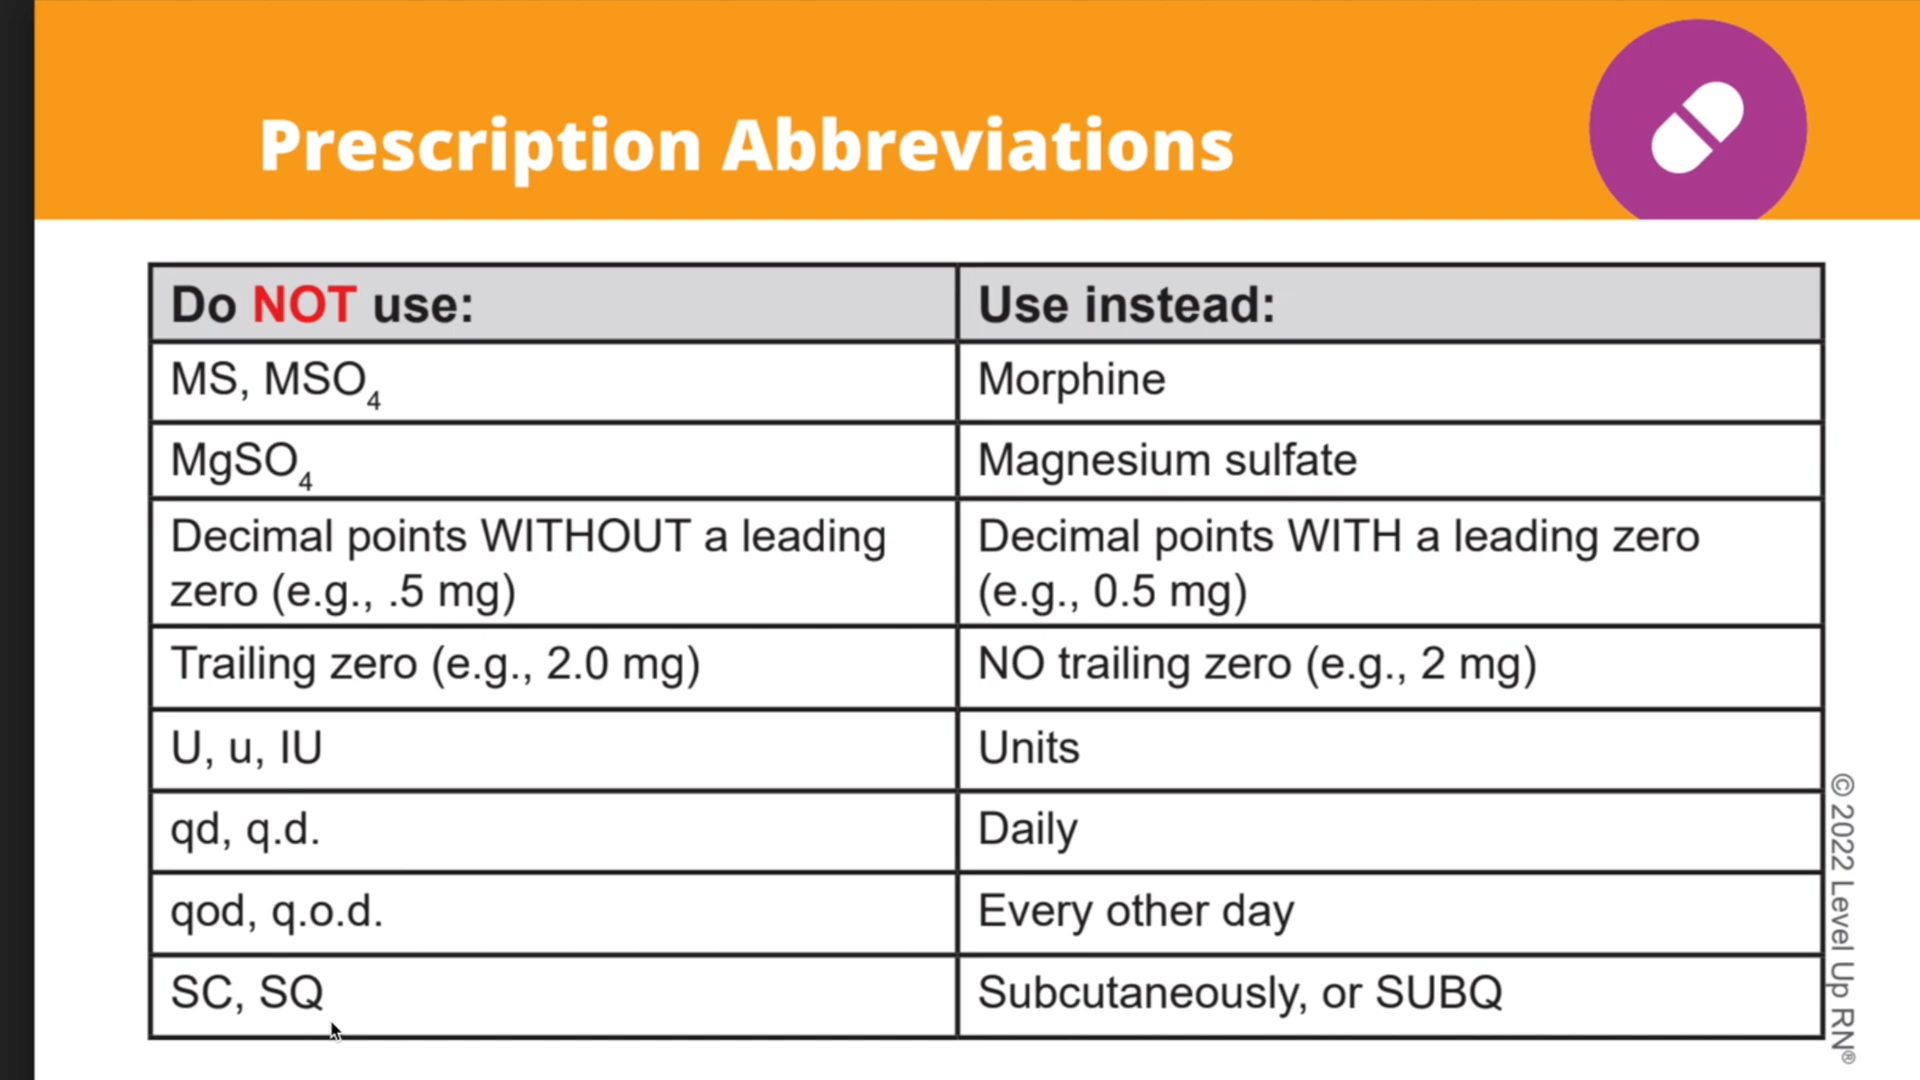 Prescription Abbreviations
Do NOT use:
Use instead:
MS, MSO₄
Morphine
MgSO₄
Magnesium sulfate
Decimal points WITHOUT a leading
zero (e.g., .5 mg)
Decimal points WITH a leading zero
(e.g., 0.5 mg)
Trailing zero (e.g., 2.0 mg)
NO trailing zero (e.g., 2 mg)
U, u, IU
Units
qd, q.d.
Daily
qod, q.o.d.
Every other day
SC, SQ
Subcutaneously, or SUBQ
© 2022 Level Up RN®